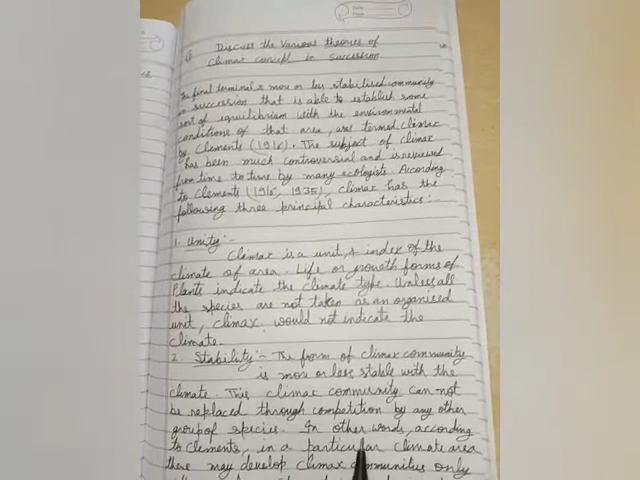 Q Discuss the Various theories of
climax concept in succession
The final terminal & more or less stabilised community
in succession that is able to establish some
sort of equilibrium with the environmental
conditions of that area, was termed climax
by Clements (1916). The subject of climax
has been much controversial and is reviewed
from time to time by many ecologists. According
to Clements (1916, 1935), climax has the
following three principal characteristics:-
1. Unity:-
Climax is a unit, & index of the
climate of area. Life or growth forms of
Plants indicate the climate type. Unless all
the species are not taken as an organised
unit, climax would not indicate the
climate.
2. Stability:- The form of climax community
is more or less stable with the
climate. This climax community can not
be replaced through competition by any other
group of species. In other words, according
to Clements, in a particular climate area
there may develop climax communities only